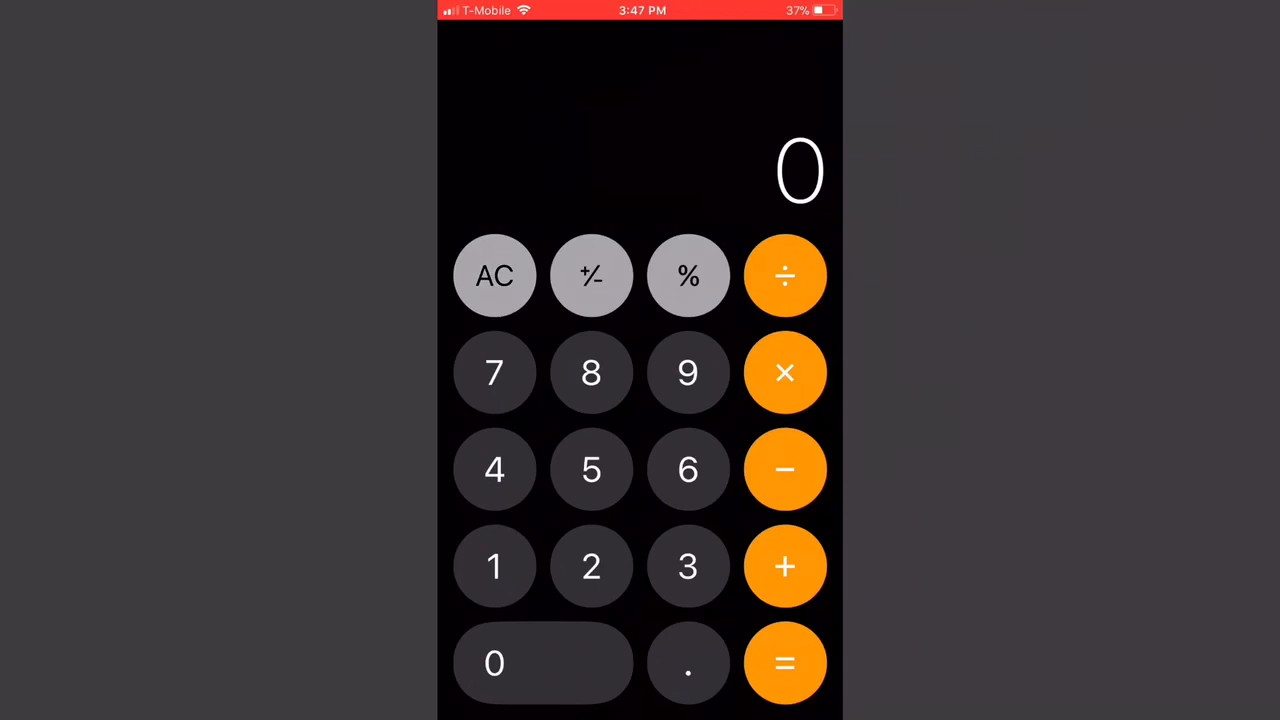 T-Mobile 3:47 PM 37%
0
AC ⁺∕₋ % ÷
7 8 9 ×
4 5 6 −
1 2 3 +
0 . =